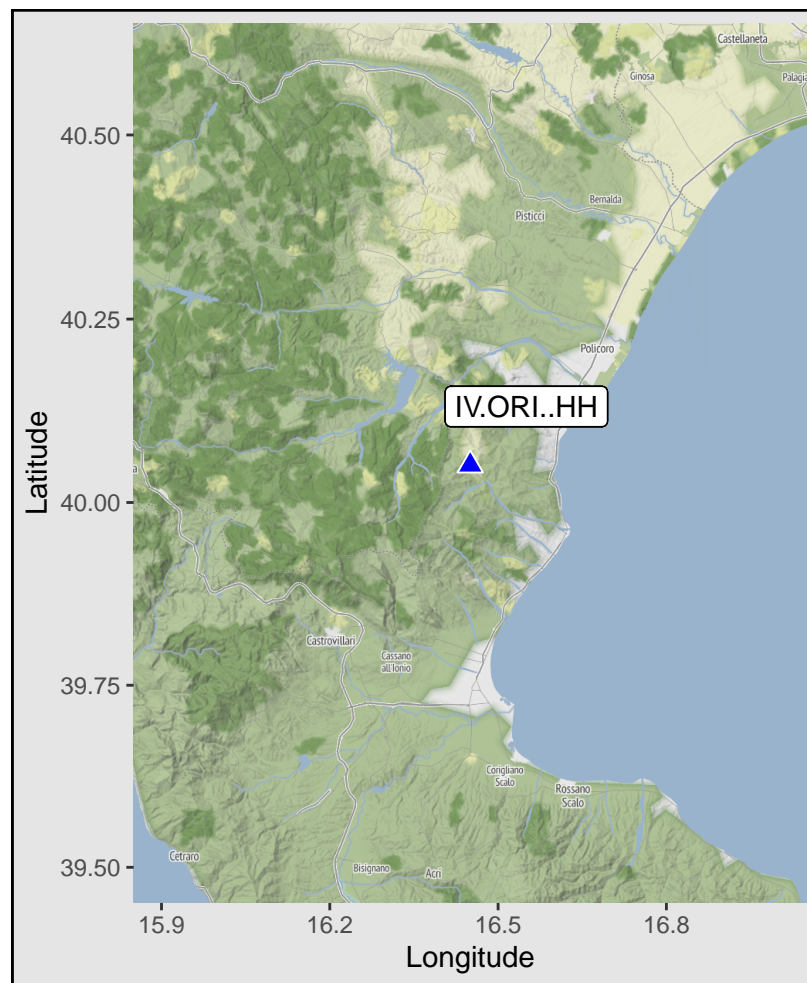 Castellaneta
Ginosa
Palagia
40.50
Bernalda
Pisticci
40.25
Policoro
IV.ORI..HH
Latitude
a
40.00
Castrovillari
Cassano
all'Ionio
39.75
Corigliano
Scalo
Rossano
Scalo
Cetraro
Bisignano
Acri
39.50
15.9 16.2 16.5 16.8
Longitude